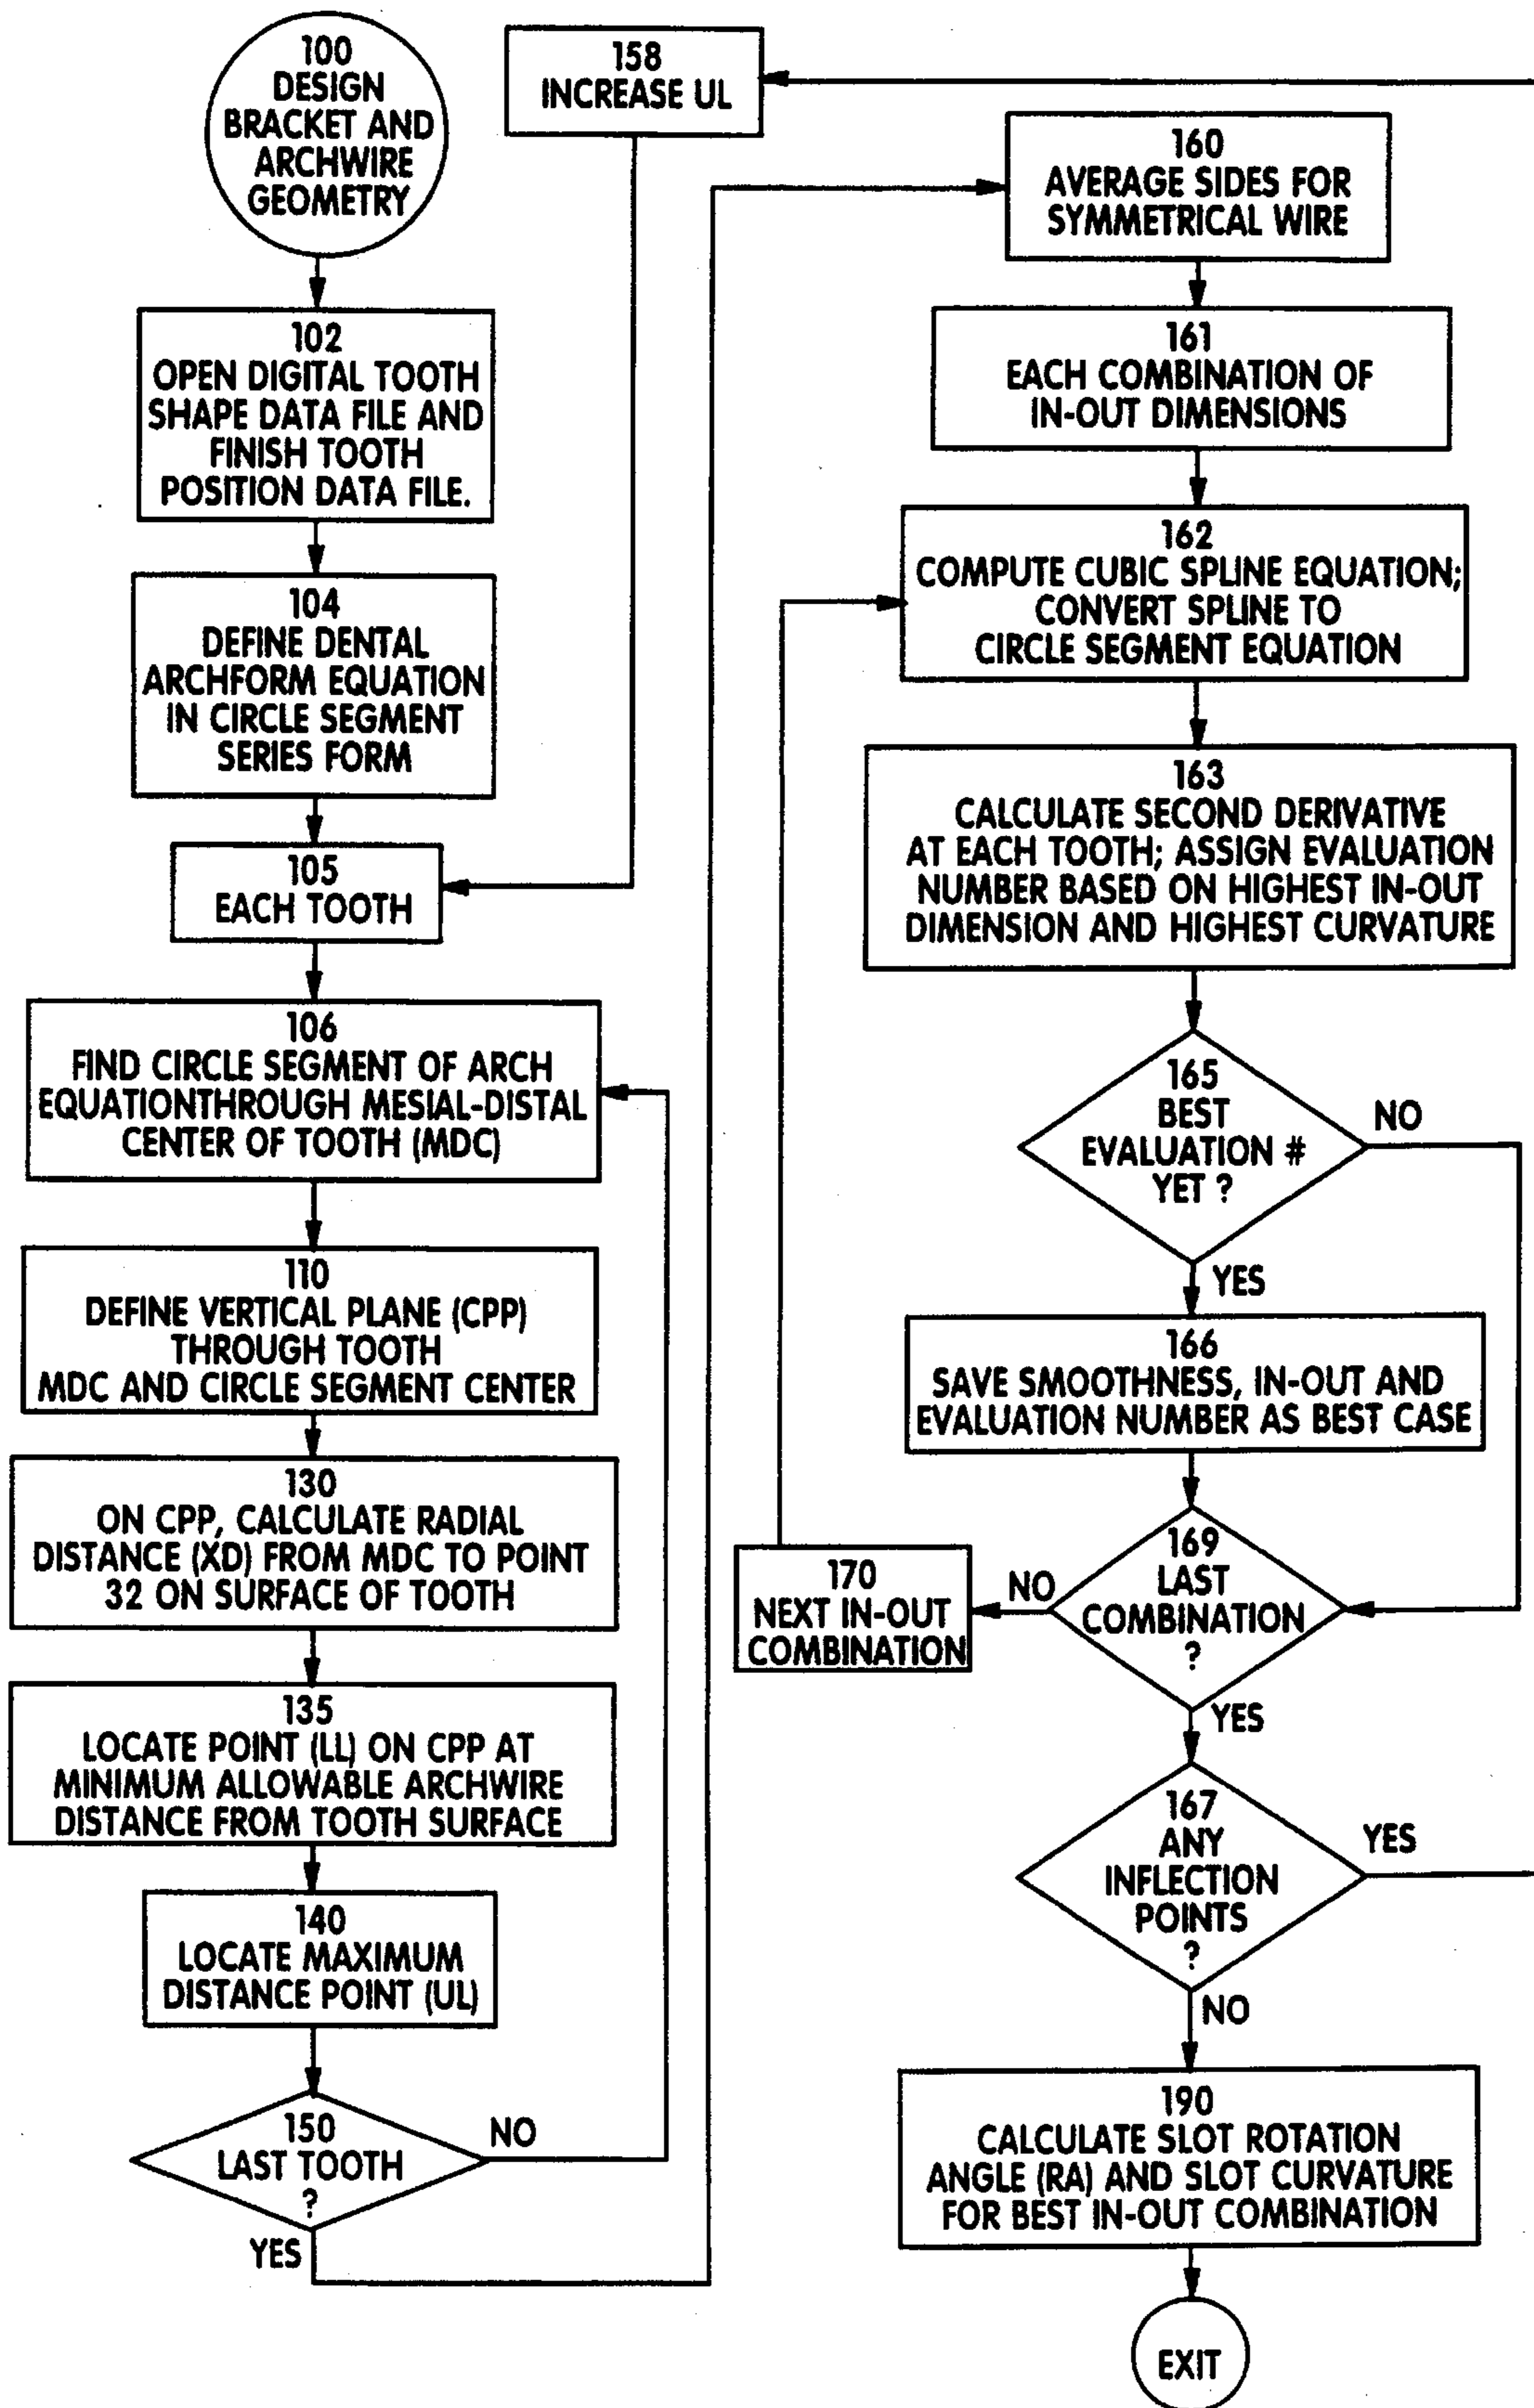 100
DESIGN
BRACKET AND
ARCHWIRE
GEOMETRY
102
OPEN DIGITAL TOOTH
SHAPE DATA FILE AND
FINISH TOOTH
POSITION DATA FILE.
104
DEFINE DENTAL
ARCHFORM EQUATION
IN CIRCLE SEGMENT
SERIES FORM
105
EACH TOOTH
106
FIND CIRCLE SEGMENT OF ARCH
EQUATIONTHROUGH MESIAL-DISTAL
CENTER OF TOOTH (MDC)
110
DEFINE VERTICAL PLANE (CPP)
THROUGH TOOTH
MDC AND CIRCLE SEGMENT CENTER
130
ON CPP, CALCULATE RADIAL
DISTANCE (XD) FROM MDC TO POINT
32 ON SURFACE OF TOOTH
135
LOCATE POINT (LL) ON CPP AT
MINIMUM ALLOWABLE ARCHWIRE
DISTANCE FROM TOOTH SURFACE
140
LOCATE MAXIMUM
DISTANCE POINT (UL)
150
LAST TOOTH
?
NO
YES
158
INCREASE UL
160
AVERAGE SIDES FOR
SYMMETRICAL WIRE
161
EACH COMBINATION OF
IN-OUT DIMENSIONS
162
COMPUTE CUBIC SPLINE EQUATION;
CONVERT SPLINE TO
CIRCLE SEGMENT EQUATION
163
CALCULATE SECOND DERIVATIVE
AT EACH TOOTH; ASSIGN EVALUATION
NUMBER BASED ON HIGHEST IN-OUT
DIMENSION AND HIGHEST CURVATURE
165
BEST
EVALUATION #
YET ?
NO
YES
166
SAVE SMOOTHNESS, IN-OUT AND
EVALUATION NUMBER AS BEST CASE
169
LAST
COMBINATION
?
NO
170
NEXT IN-OUT
COMBINATION
YES
167
ANY
INFLECTION
POINTS
?
YES
NO
190
CALCULATE SLOT ROTATION
ANGLE (RA) AND SLOT CURVATURE
FOR BEST IN-OUT COMBINATION
EXIT